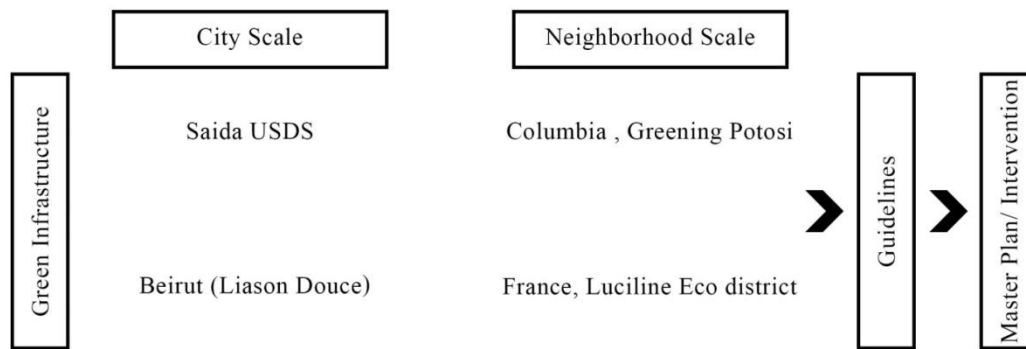 City Scale
Neighborhood Scale
Green Infrastructure
Saida USDS
Columbia , Greening Potosi
Beirut (Liason Douce)
France, Luciline Eco district
Guidelines
Master Plan/ Intervention